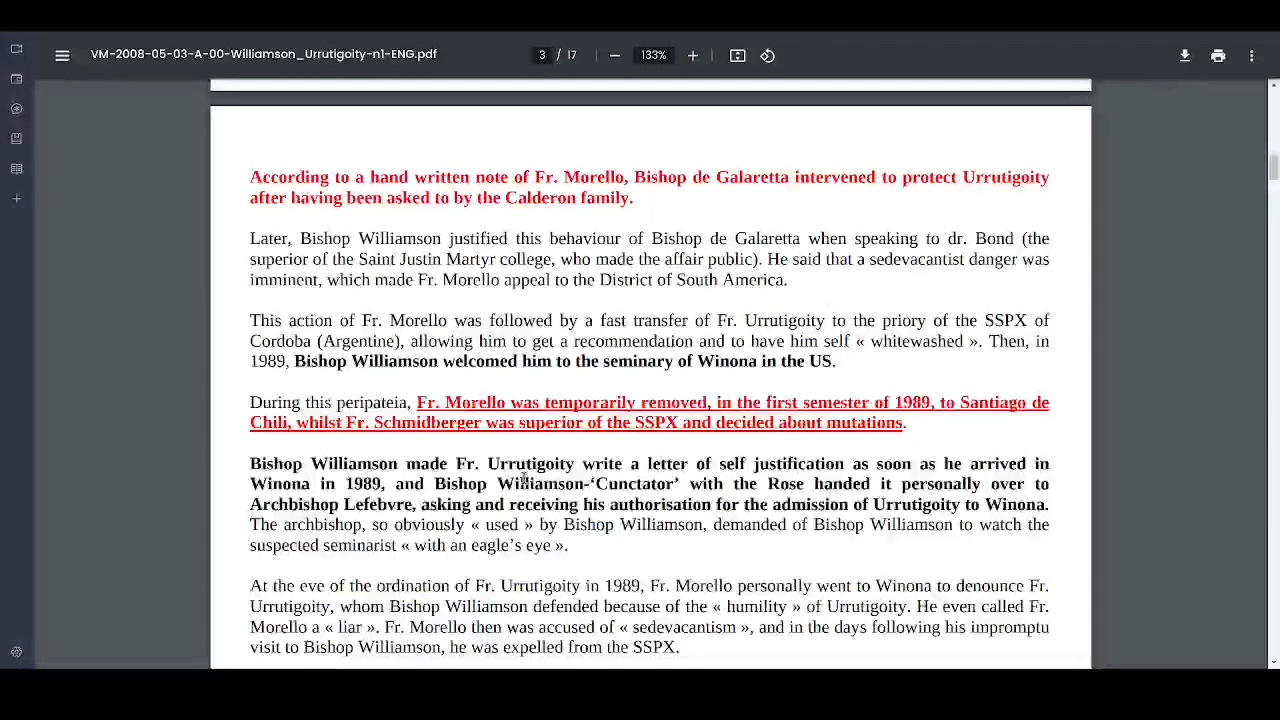 VM-2008-05-03-A-00-Williamson_Urrutigoity-n1-ENG.pdf
3 / 17
133%
According to a hand written note of Fr. Morello, Bishop de Galaretta intervened to protect Urrutigoity
after having been asked to by the Calderon family.
Later, Bishop Williamson justified this behaviour of Bishop de Galaretta when speaking to dr. Bond (the
superior of the Saint Justin Martyr college, who made the affair public). He said that a sedevacantist danger was
imminent, which made Fr. Morello appeal to the District of South America.
This action of Fr. Morello was followed by a fast transfer of Fr. Urrutigoity to the priory of the SSPX of
Cordoba (Argentine), allowing him to get a recommendation and to have him self « whitewashed ». Then, in
1989, Bishop Williamson welcomed him to the seminary of Winona in the US.
During this peripateia, Fr. Morello was temporarily removed, in the first semester of 1989, to Santiago de
Chili, whilst Fr. Schmidberger was superior of the SSPX and decided about mutations.
Bishop Williamson made Fr. Urrutigoity write a letter of self justification as soon as he arrived in
Winona in 1989, and Bishop Williamson-‘Cunctator’ with the Rose handed it personally over to
Archbishop Lefebvre, asking and receiving his authorisation for the admission of Urrutigoity to Winona.
The archbishop, so obviously « used » by Bishop Williamson, demanded of Bishop Williamson to watch the
suspected seminarist « with an eagle’s eye ».
At the eve of the ordination of Fr. Urrutigoity in 1989, Fr. Morello personally went to Winona to denounce Fr.
Urrutigoity, whom Bishop Williamson defended because of the « humility » of Urrutigoity. He even called Fr.
Morello a « liar ». Fr. Morello then was accused of « sedevacantism », and in the days following his impromptu
visit to Bishop Williamson, he was expelled from the SSPX.